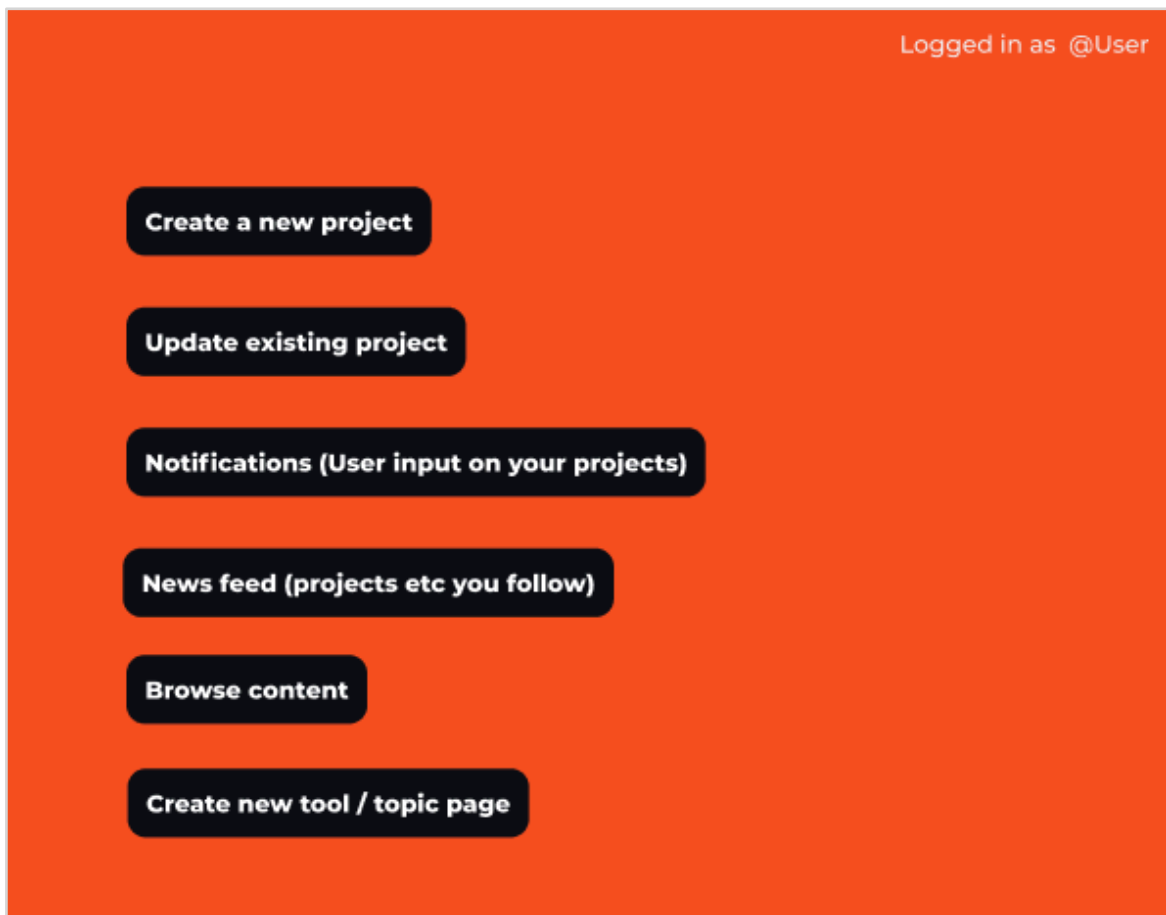 Logged in as @User
Create a new project
Update existing project
Notifications (User input on your projects)
News feed (projects etc you follow)
Browse content
Create new tool / topic page